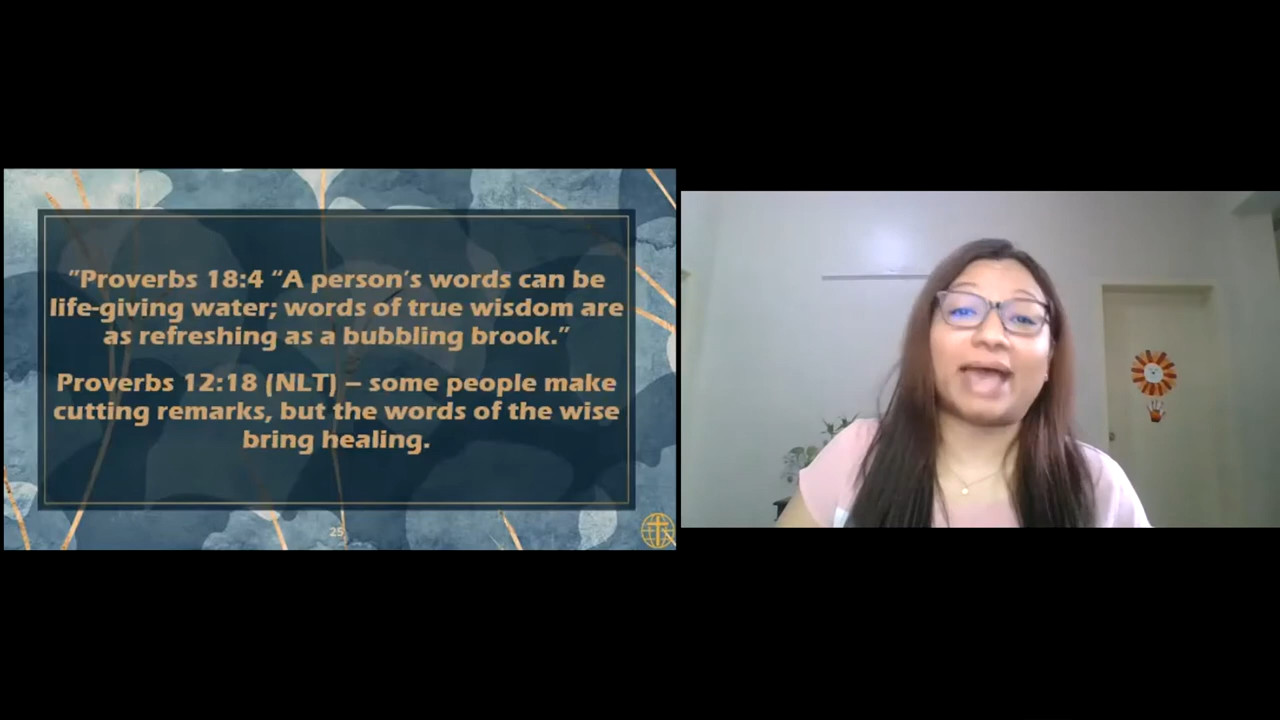 "Proverbs 18:4 “A person's words can be
life-giving water; words of true wisdom are
as refreshing as a bubbling brook.”
Proverbs 12:18 (NLT) – some people make
cutting remarks, but the words of the wise
bring healing.
25